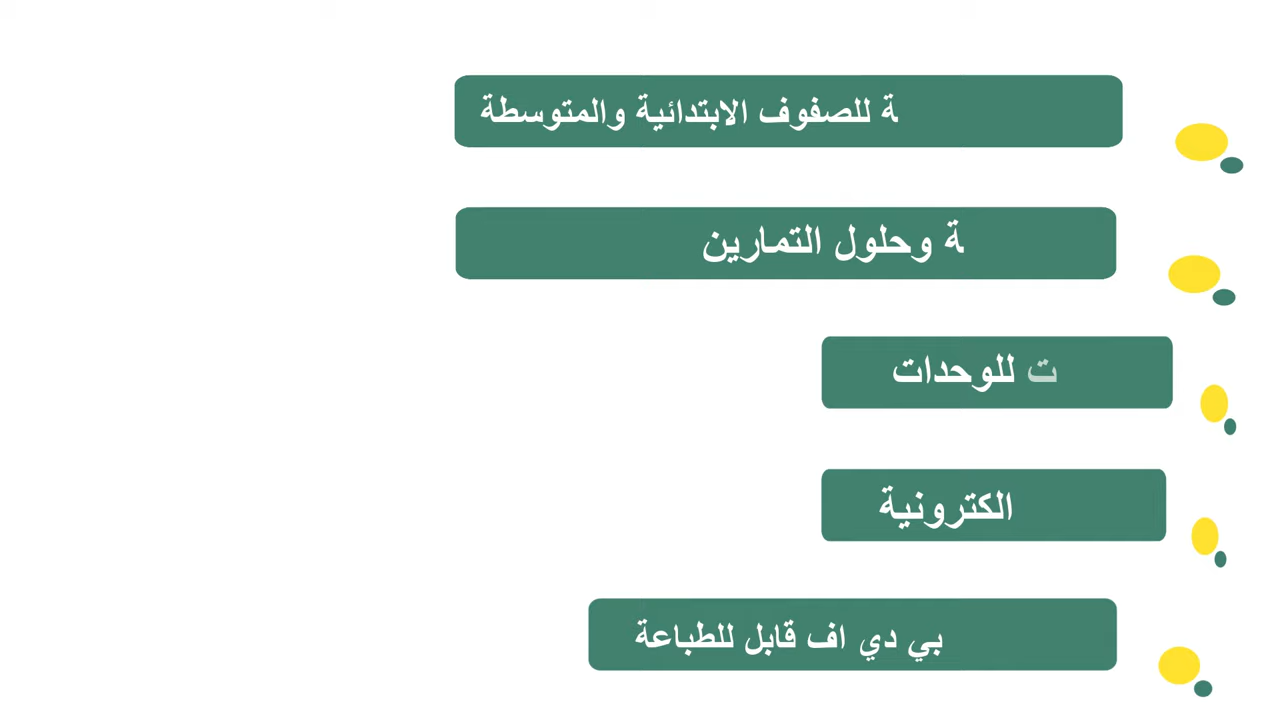 ة للصفوف الابتدائية والمتوسطة
ة وحلول التمارين
ت للوحدات
الكترونية
بي دي اف قابل للطباعة